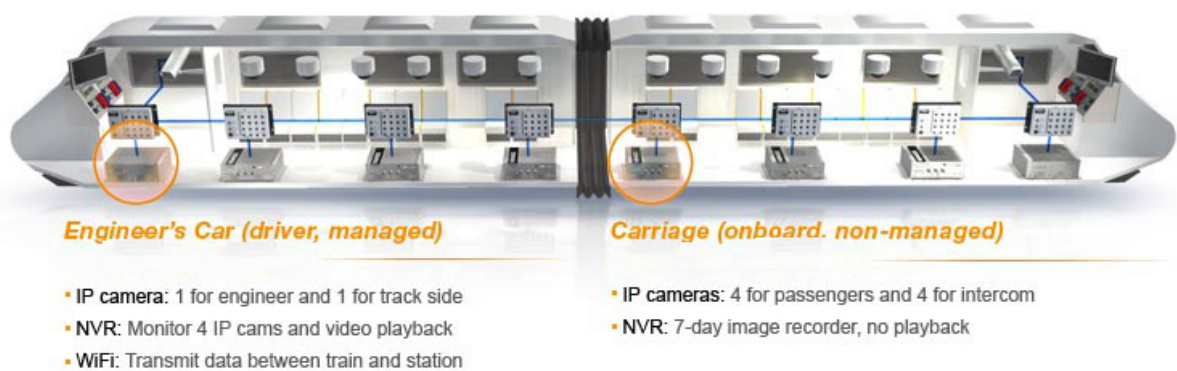 Engineer's Car (driver, managed)
▪ IP camera: 1 for engineer and 1 for track side
▪ NVR: Monitor 4 IP cams and video playback
▪ WiFi: Transmit data between train and station
Carriage (onboard, non-managed)
▪ IP cameras: 4 for passengers and 4 for intercom
▪ NVR: 7-day image recorder, no playback